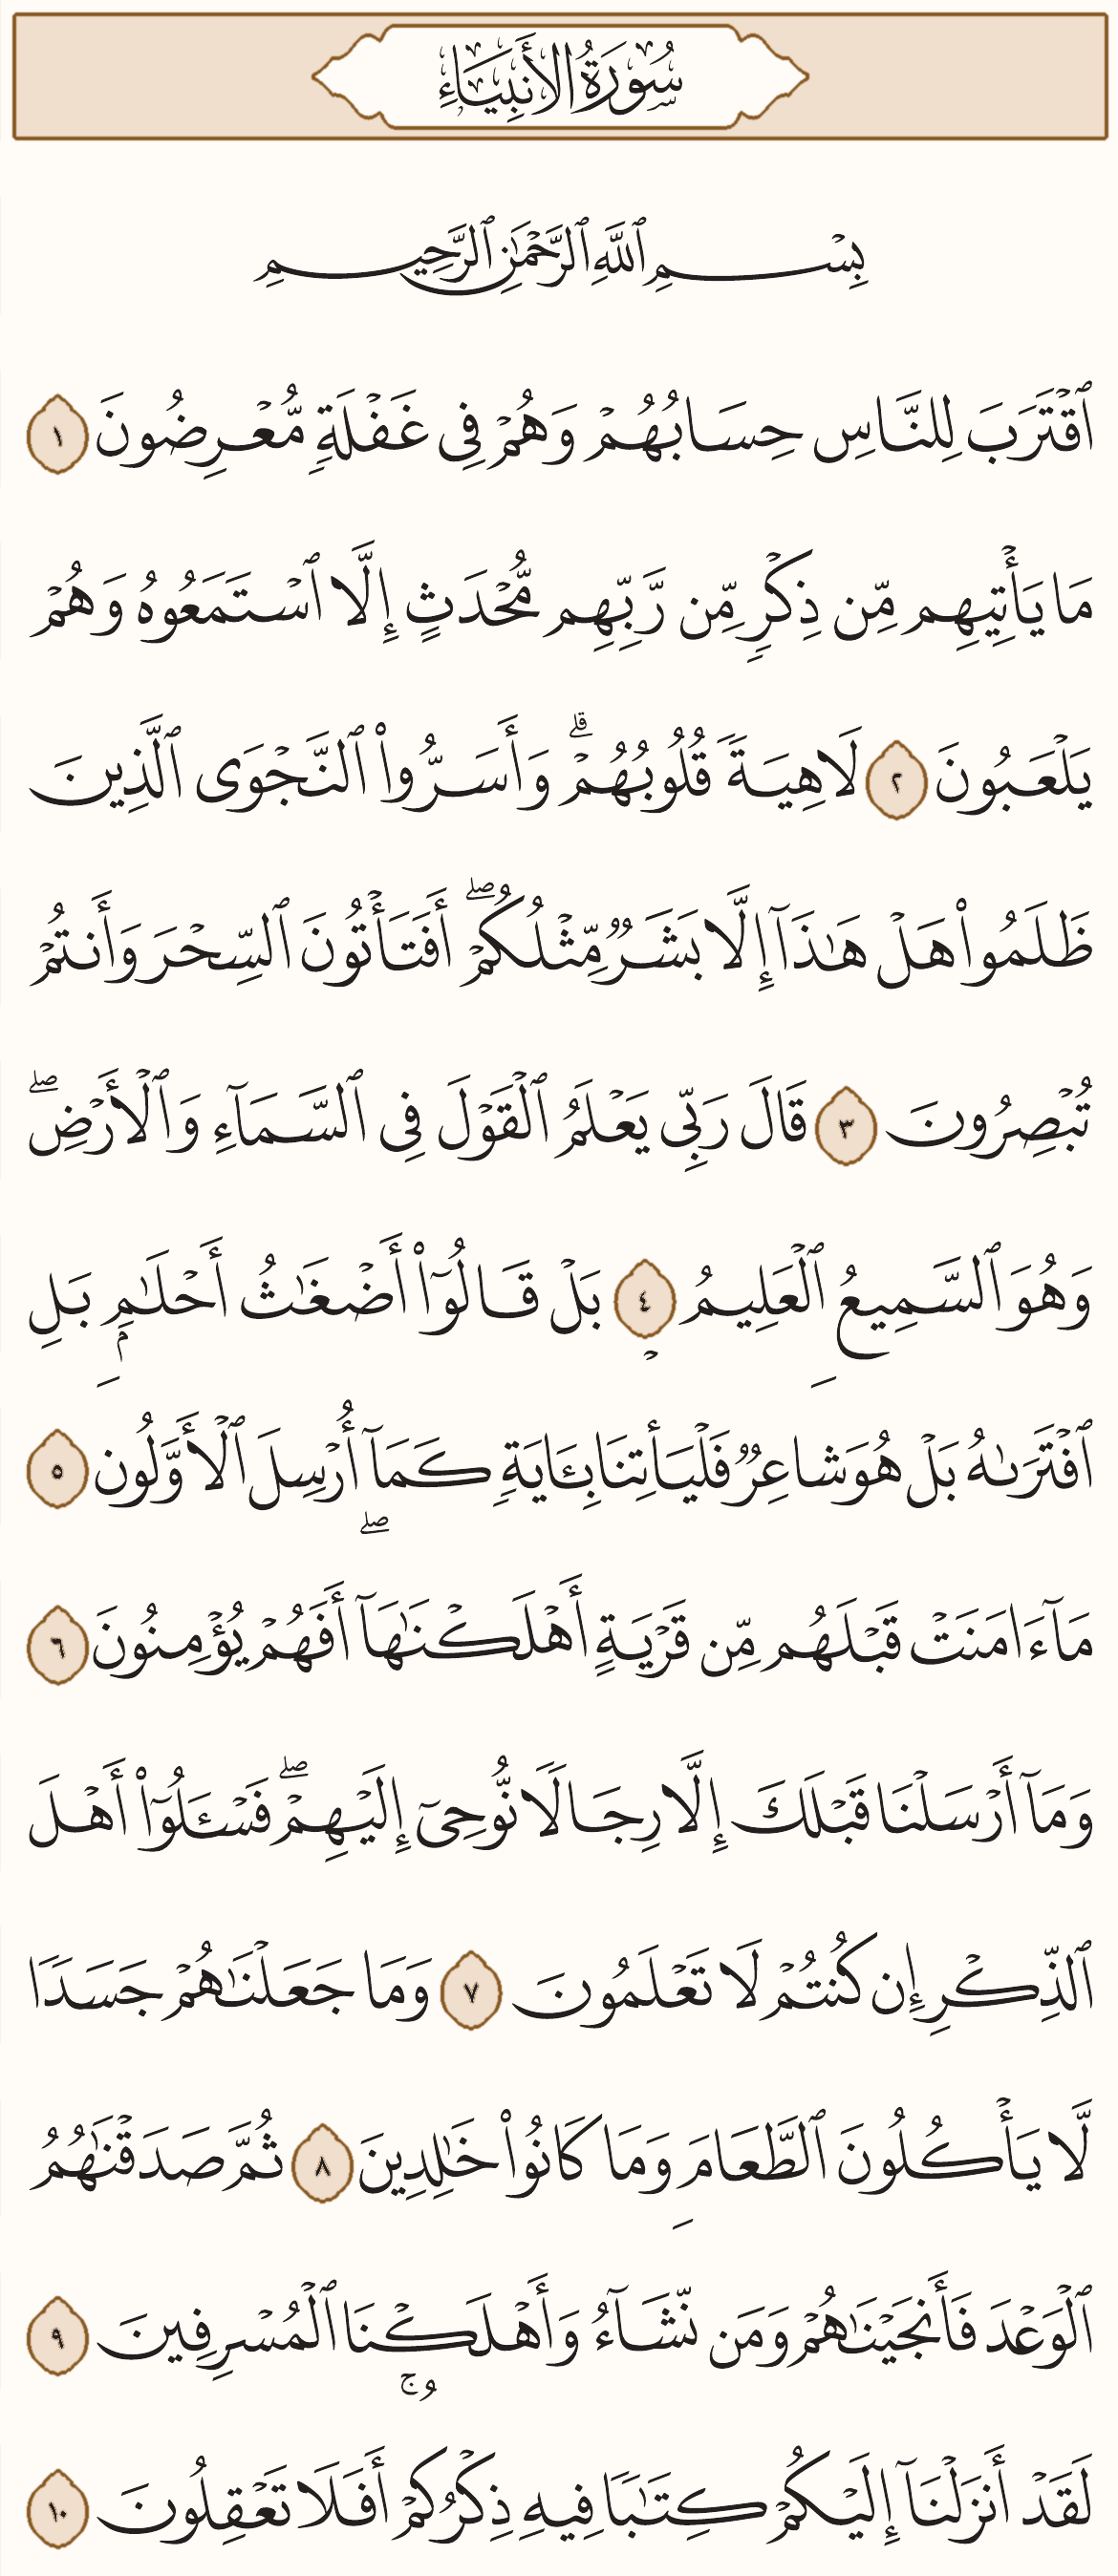 سُورَةُ الأَنبِيَاءِ
بِسۡمِ ٱللَّهِ ٱلرَّحۡمَٰنِ ٱلرَّحِيمِ
ٱقۡتَرَبَ لِلنَّاسِ حِسَابُهُمۡ وَهُمۡ فِي غَفۡلَةٖ مُّعۡرِضُونَ ١
مَا يَأۡتِيهِم مِّن ذِكۡرٖ مِّن رَّبِّهِم مُّحۡدَثٍ إِلَّا ٱسۡتَمَعُوهُ وَهُمۡ
يَلۡعَبُونَ ٢ لَاهِيَةٗ قُلُوبُهُمۡۗ وَأَسَرُّواْ ٱلنَّجۡوَى ٱلَّذِينَ
ظَلَمُواْ هَلۡ هَٰذَآ إِلَّا بَشَرٞ مِّثۡلُكُمۡۖ أَفَتَأۡتُونَ ٱلسِّحۡرَ وَأَنتُمۡ
تُبۡصِرُونَ ٣ قَالَ رَبِّي يَعۡلَمُ ٱلۡقَوۡلَ فِي ٱلسَّمَآءِ وَٱلۡأَرۡضِۖ
وَهُوَ ٱلسَّمِيعُ ٱلۡعَلِيمُ ٤ بَلۡ قَالُوٓاْ أَضۡغَٰثُ أَحۡلَٰمِۭ بَلِ
ٱفۡتَرَىٰهُ بَلۡ هُوَ شَاعِرٞ فَلۡيَأۡتِنَا بِـَٔايَةٖ كَمَآ أُرۡسِلَ ٱلۡأَوَّلُون ٥
مَآ ءَامَنَتۡ قَبۡلَهُم مِّن قَرۡيَةٍ أَهۡلَكۡنَٰهَآ أَفَهُمۡ يُؤۡمِنُونَ ٦
وَمَآ أَرۡسَلۡنَا قَبۡلَكَ إِلَّا رِجَالٗا نُّوحِيٓ إِلَيۡهِمۡۖ فَسۡـَٔلُوٓاْ أَهۡلَ
ٱلذِّكۡرِ إِن كُنتُمۡ لَا تَعۡلَمُونَ ٧ وَمَا جَعَلۡنَٰهُمۡ جَسَدٗا
لَّا يَأۡكُلُونَ ٱلطَّعَامَ وَمَا كَانُواْ خَٰلِدِينَ ٨ ثُمَّ صَدَقۡنَٰهُمُ
ٱلۡوَعۡدَ فَأَنجَيۡنَٰهُمۡ وَمَن نَّشَآءُ وَأَهۡلَكۡنَا ٱلۡمُسۡرِفِينَ ٩
لَقَدۡ أَنزَلۡنَآ إِلَيۡكُمۡ كِتَٰبٗا فِيهِ ذِكۡرُكُمۡ أَفَلَا تَعۡقِلُونَ ١٠